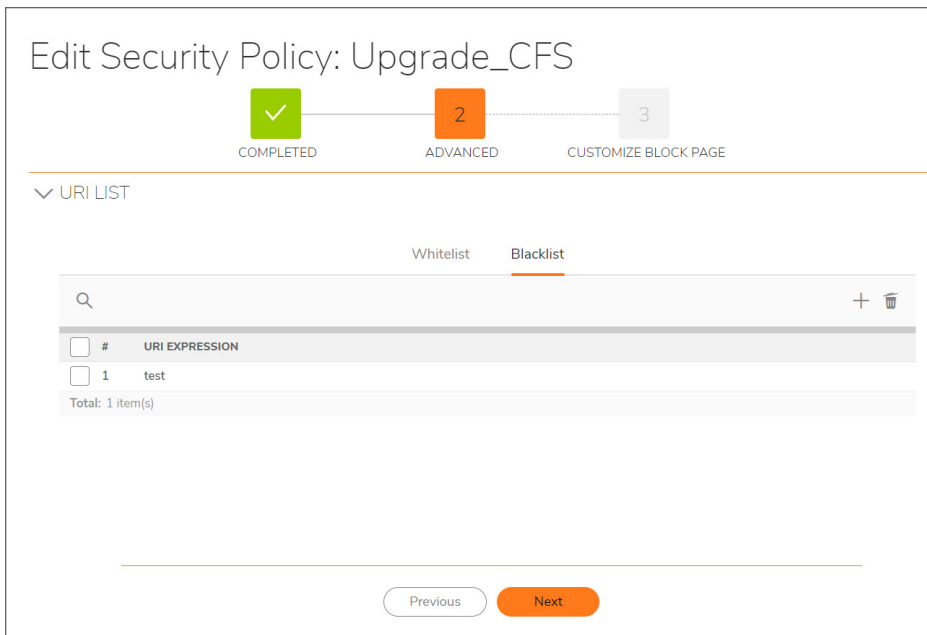 Edit Security Policy: Upgrade_CFS
2 3
COMPLETED ADVANCED CUSTOMIZE BLOCK PAGE
URI LIST
Whitelist Blacklist
# URI EXPRESSION
1 test
Total: 1 item(s)
Previous Next